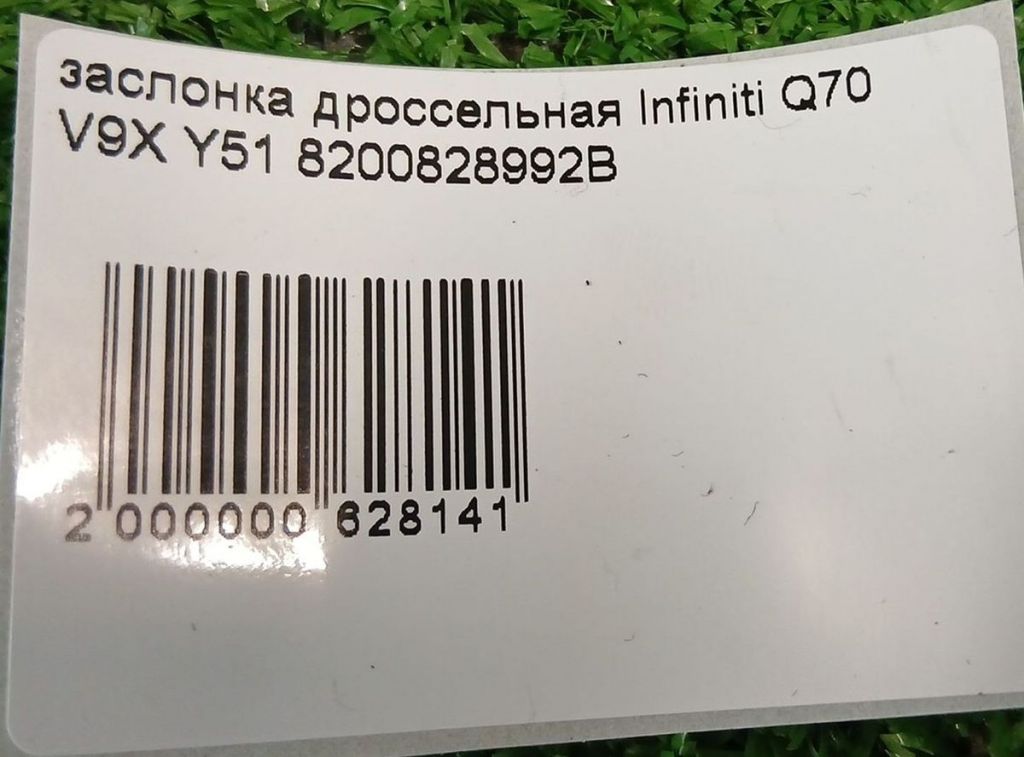 заслонка дроссельная Infiniti Q70
V9X Y51 8200828992B
2 000000 628141